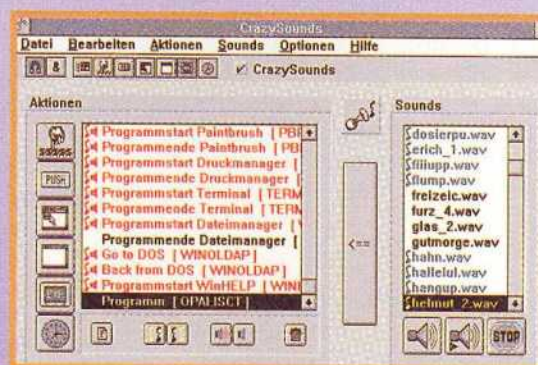 CrazySounds
Datei Bearbeiten Aktionen Sounds Optionen Hilfe
CrazySounds
Aktionen
Programmstart Paintbrush [ PB
Programmende Paintbrush [ PB
Programmstart Druckmanager [
Programmende Druckmanager [
Programmstart Terminal [ TERM
Programmende Terminal [ TERM
Programmstart Dateimanager [
Programmende Dateimanager [
Go to DOS [ WINOLDAP ]
Back from DOS [ WINOLDAP ]
Programmstart WinHELP [ WIN
Programm [ OPALISCT ]
PUSH
EXE
<==
Sounds
dosierpu.wav
erich_1.wav
filiupp.wav
flump.wav
freizeic.wav
furz_4.wav
glas_2.wav
gutmorge.wav
hahn.wav
hallelul.wav
hangup.wav
helmut_2.wav
STOP